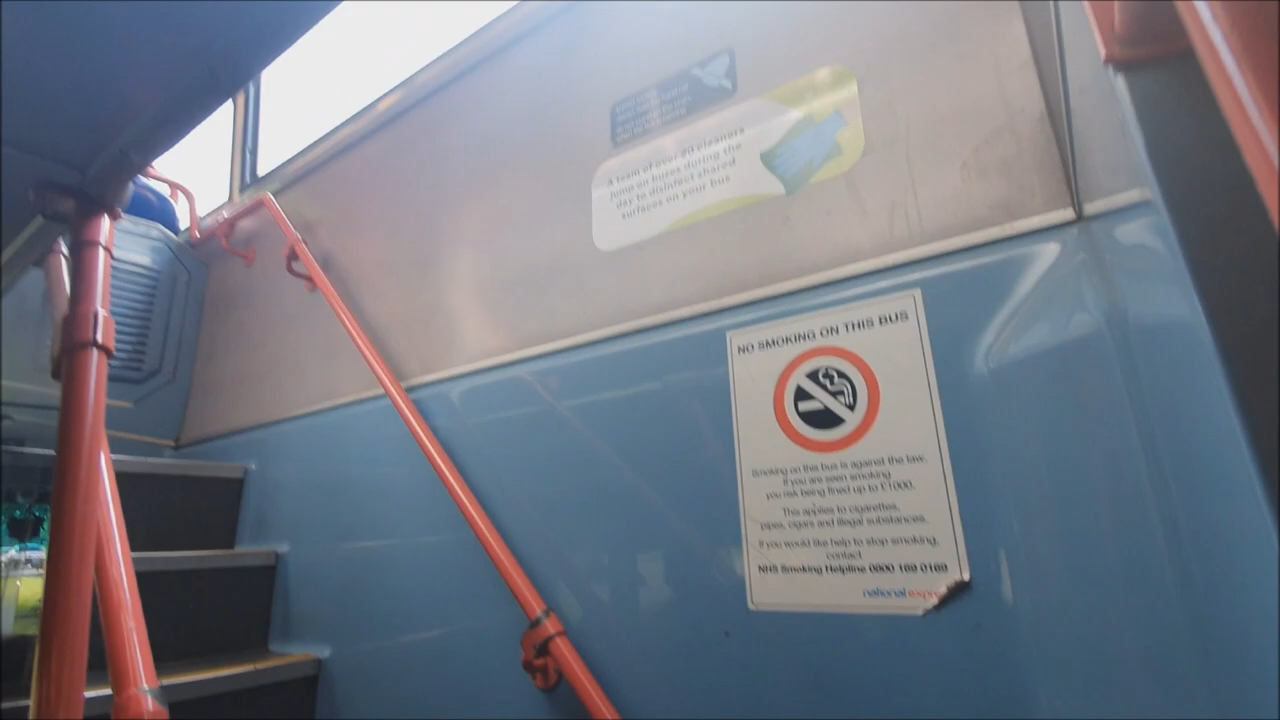 A team of over 80 cleaners
jump on buses during the
day to disinfect shared
surfaces on your bus
NO SMOKING ON THIS BUS
Smoking on this bus is against the law.
If you are seen smoking
you risk being fined up to £1000.
This applies to cigarettes,
pipes, cigars and illegal substances.
If you would like help to stop smoking,
contact
NHS Smoking Helpline 0800 169 0169
national expre